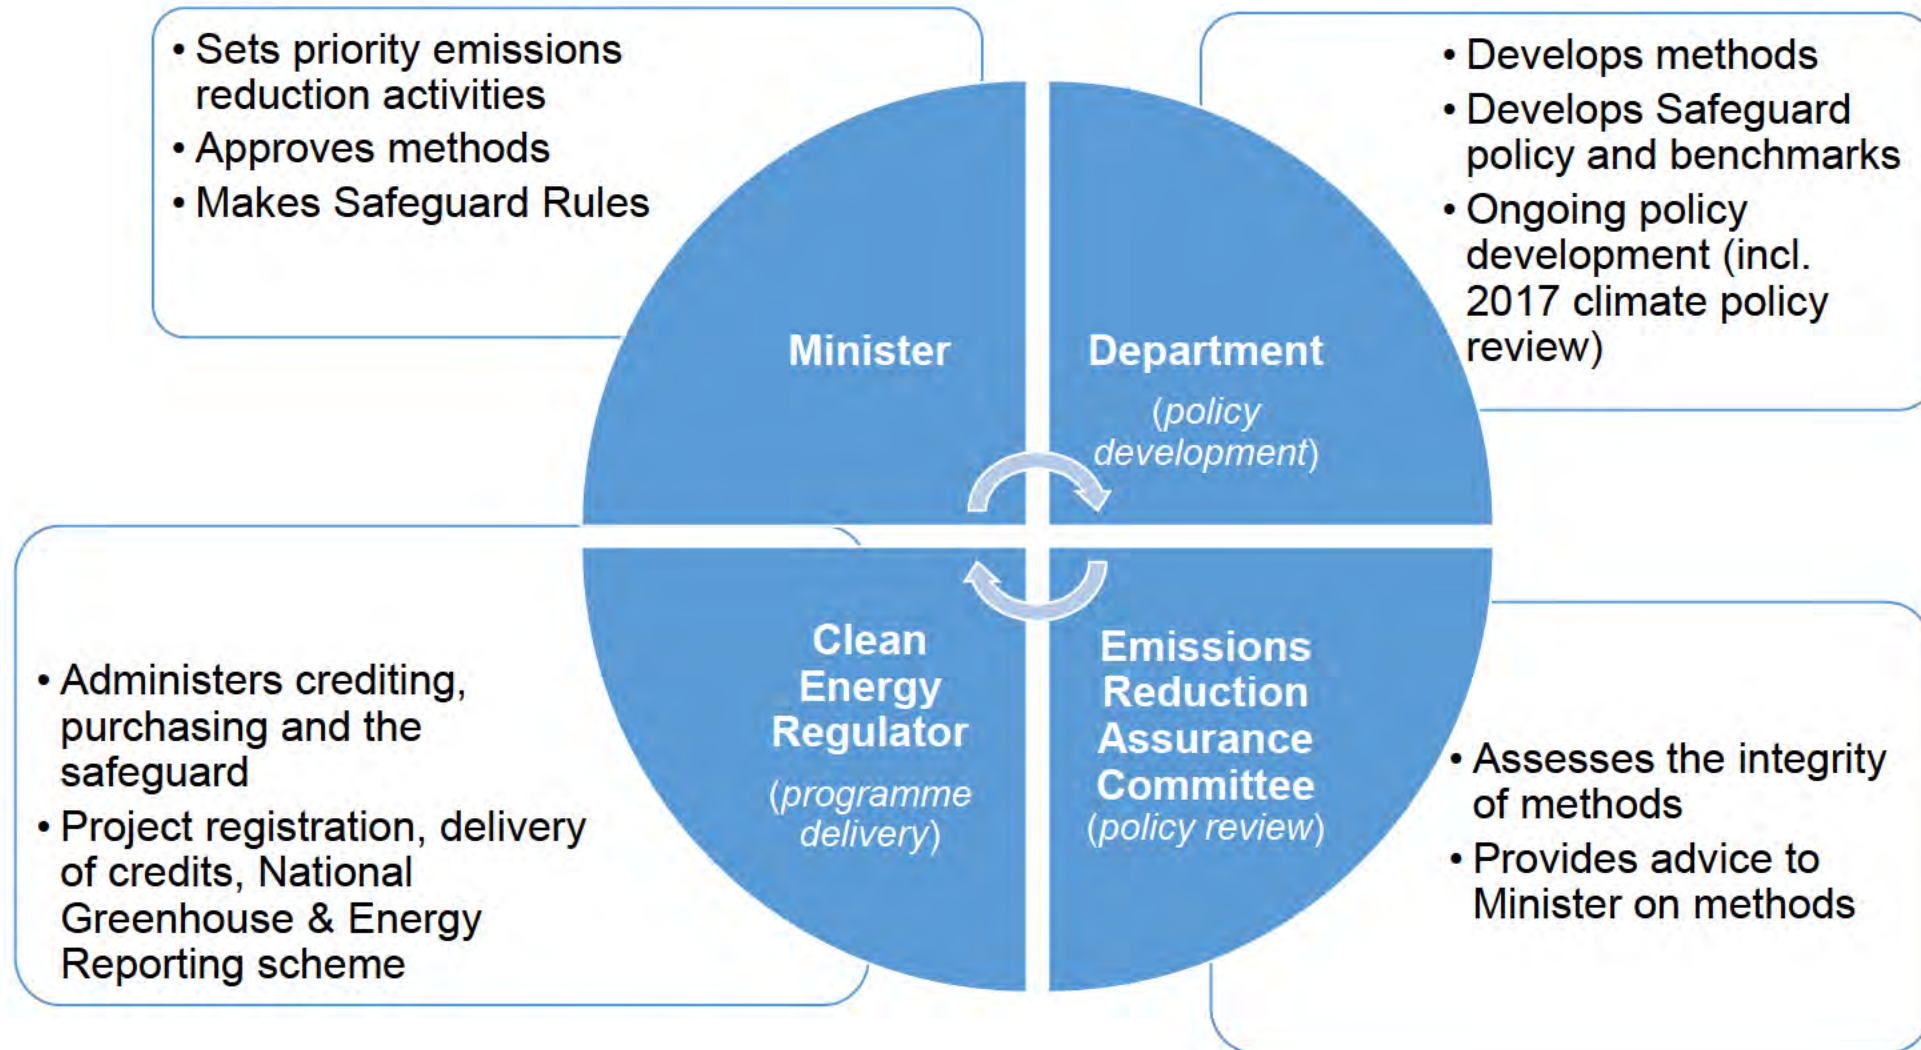 • Sets priority emissions
reduction activities
• Approves methods
• Makes Safeguard Rules
• Develops methods
• Develops Safeguard
policy and benchmarks
• Ongoing policy
development (incl.
2017 climate policy
review)
Minister
Department
(policy
development)
Clean
Energy
Regulator
(programme
delivery)
Emissions
Reduction
Assurance
Committee
(policy review)
• Administers crediting,
purchasing and the
safeguard
• Project registration, delivery
of credits, National
Greenhouse & Energy
Reporting scheme
• Assesses the integrity
of methods
• Provides advice to
Minister on methods